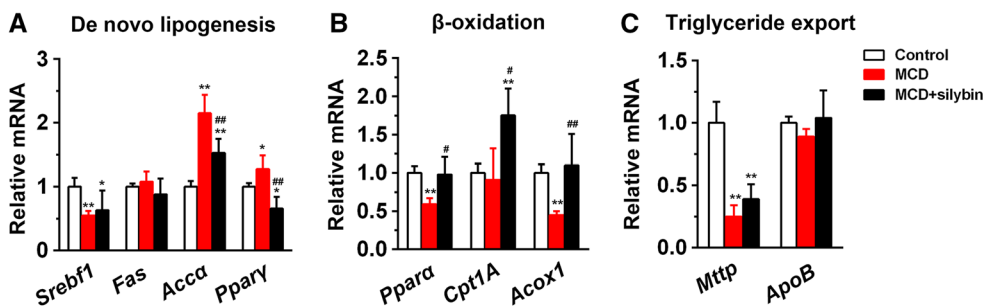 A De novo lipogenesis
Relative mRNA
3
2
1
0
** * ** ## ** * ## *
Srebf1 Fas Accα Pparγ
B β-oxidation
Relative mRNA
2.5
2.0
1.5
1.0
0.5
0.0
** # # ** ** ##
Pparα Cpt1A Acox1
C Triglyceride export
Relative mRNA
1.5
1.0
0.5
0.0
** **
Mttp ApoB
Control
MCD
MCD+silybin